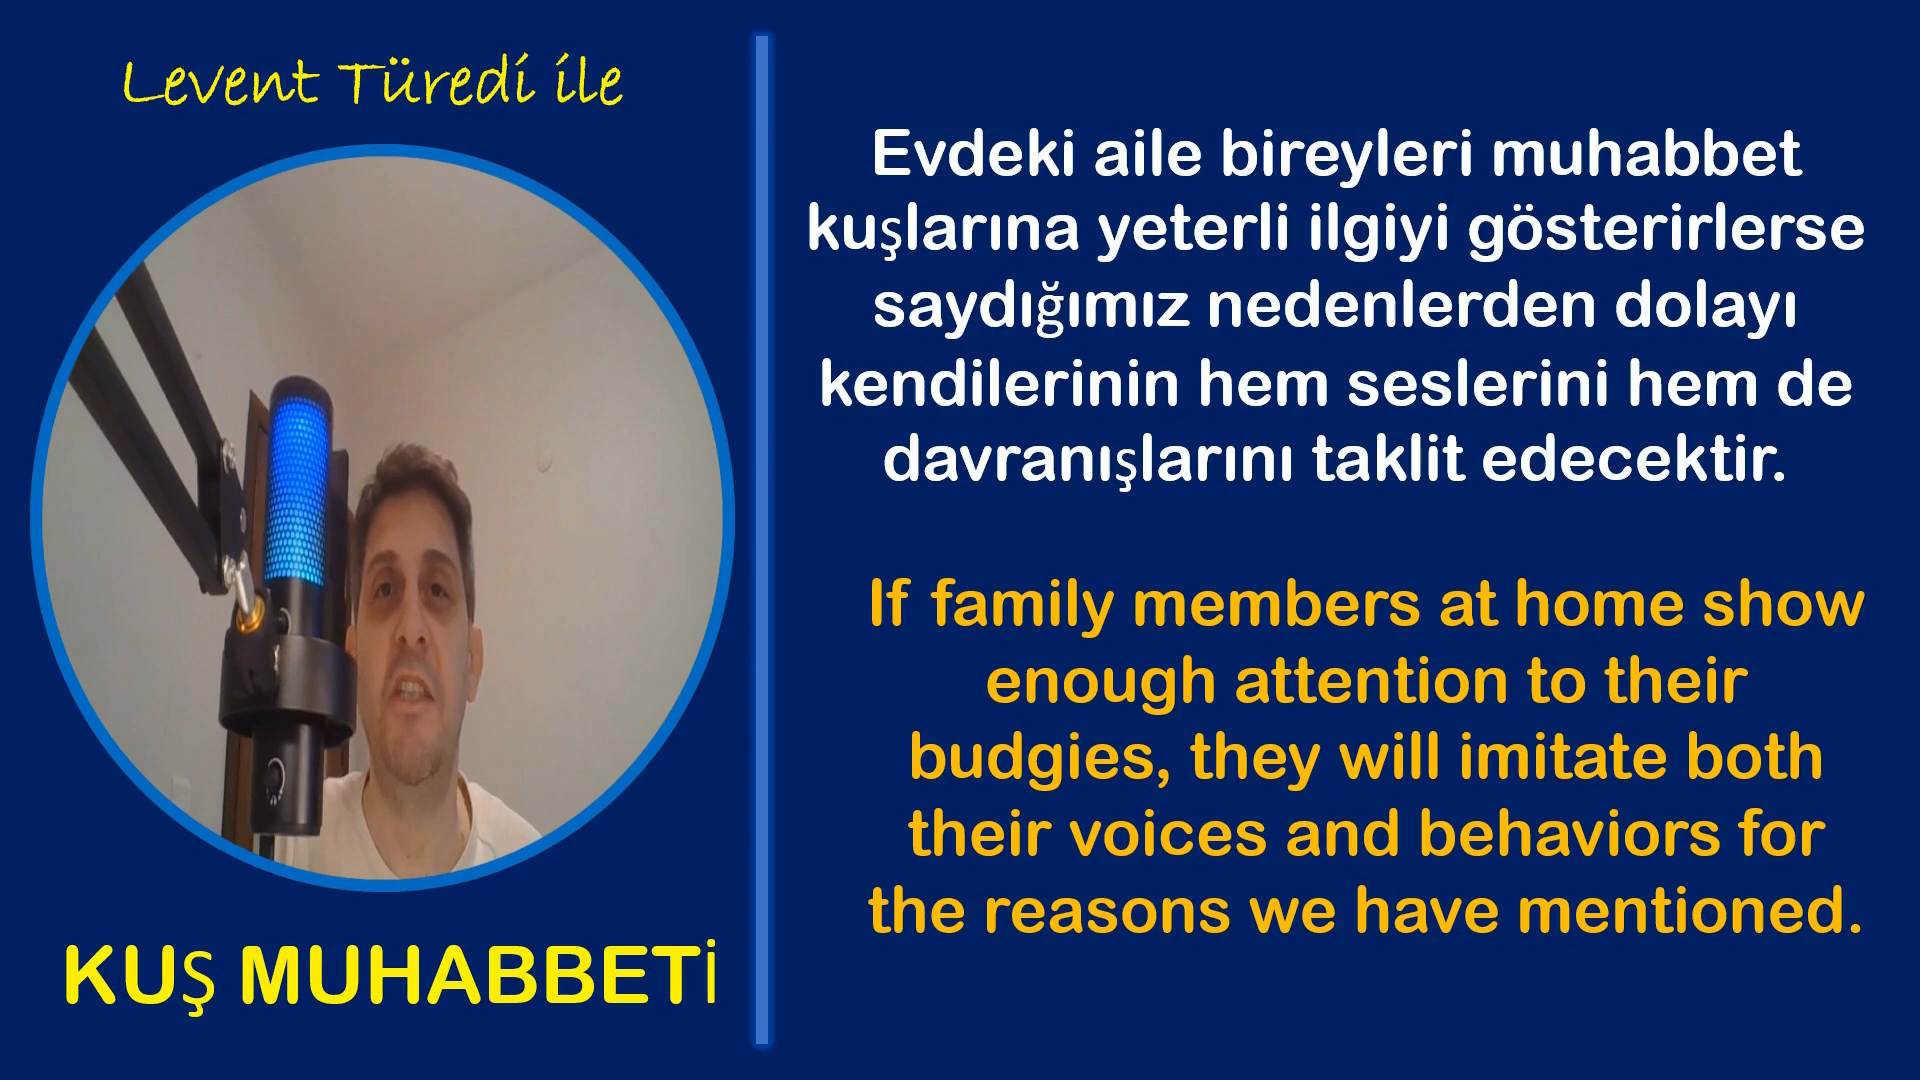 Levent Türedi ile
KUŞ MUHABBETİ
Evdeki aile bireyleri muhabbet
kuşlarına yeterli ilgiyi gösterirlerse
saydığımız nedenlerden dolayı
kendilerinin hem seslerini hem de
davranışlarını taklit edecektir.
If family members at home show
enough attention to their
budgies, they will imitate both
their voices and behaviors for
the reasons we have mentioned.